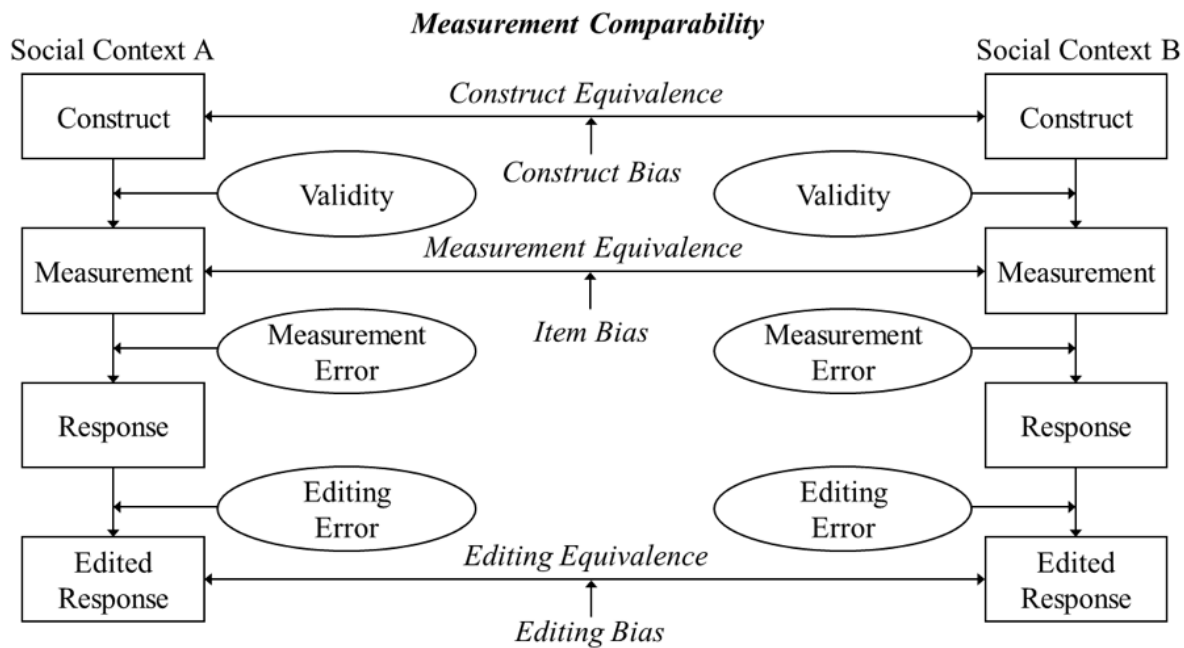 Measurement Comparability
Social Context A
Social Context B
Construct
Construct Equivalence
Construct
Construct Bias
Validity
Validity
Measurement
Measurement Equivalence
Measurement
Item Bias
Measurement
Error
Measurement
Error
Response
Response
Editing
Error
Editing
Error
Edited
Response
Editing Equivalence
Edited
Response
Editing Bias